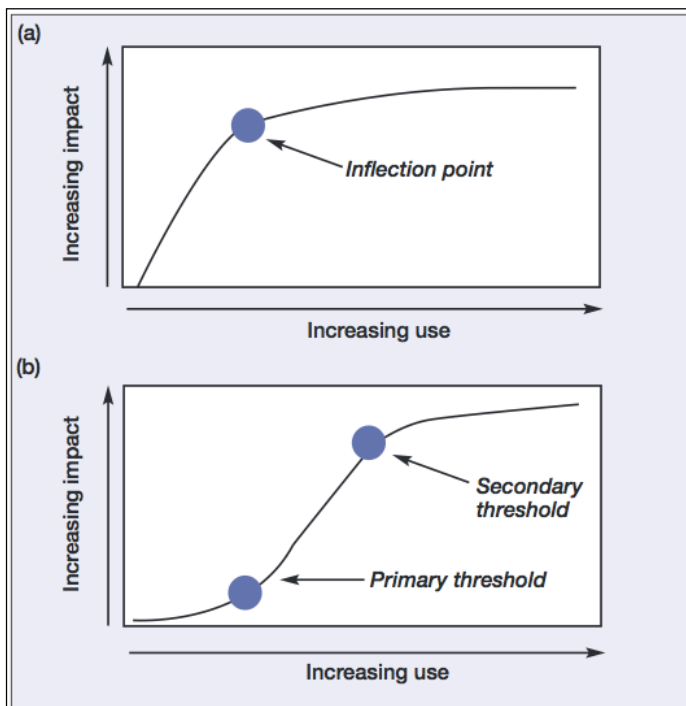 (a)
Increasing impact
Inflection point
Increasing use
(b)
Increasing impact
Secondary
threshold
Primary threshold
Increasing use